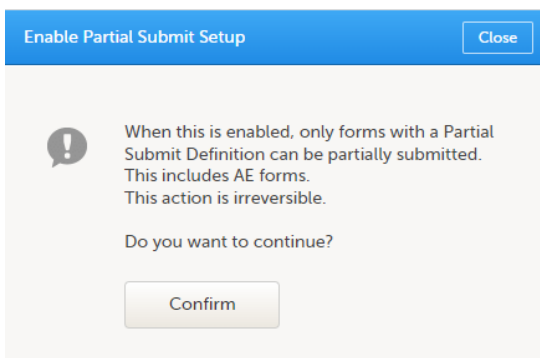 Enable Partial Submit Setup
Close
When this is enabled, only forms with a Partial
Submit Definition can be partially submitted.
This includes AE forms.
This action is irreversible.
Do you want to continue?
Confirm